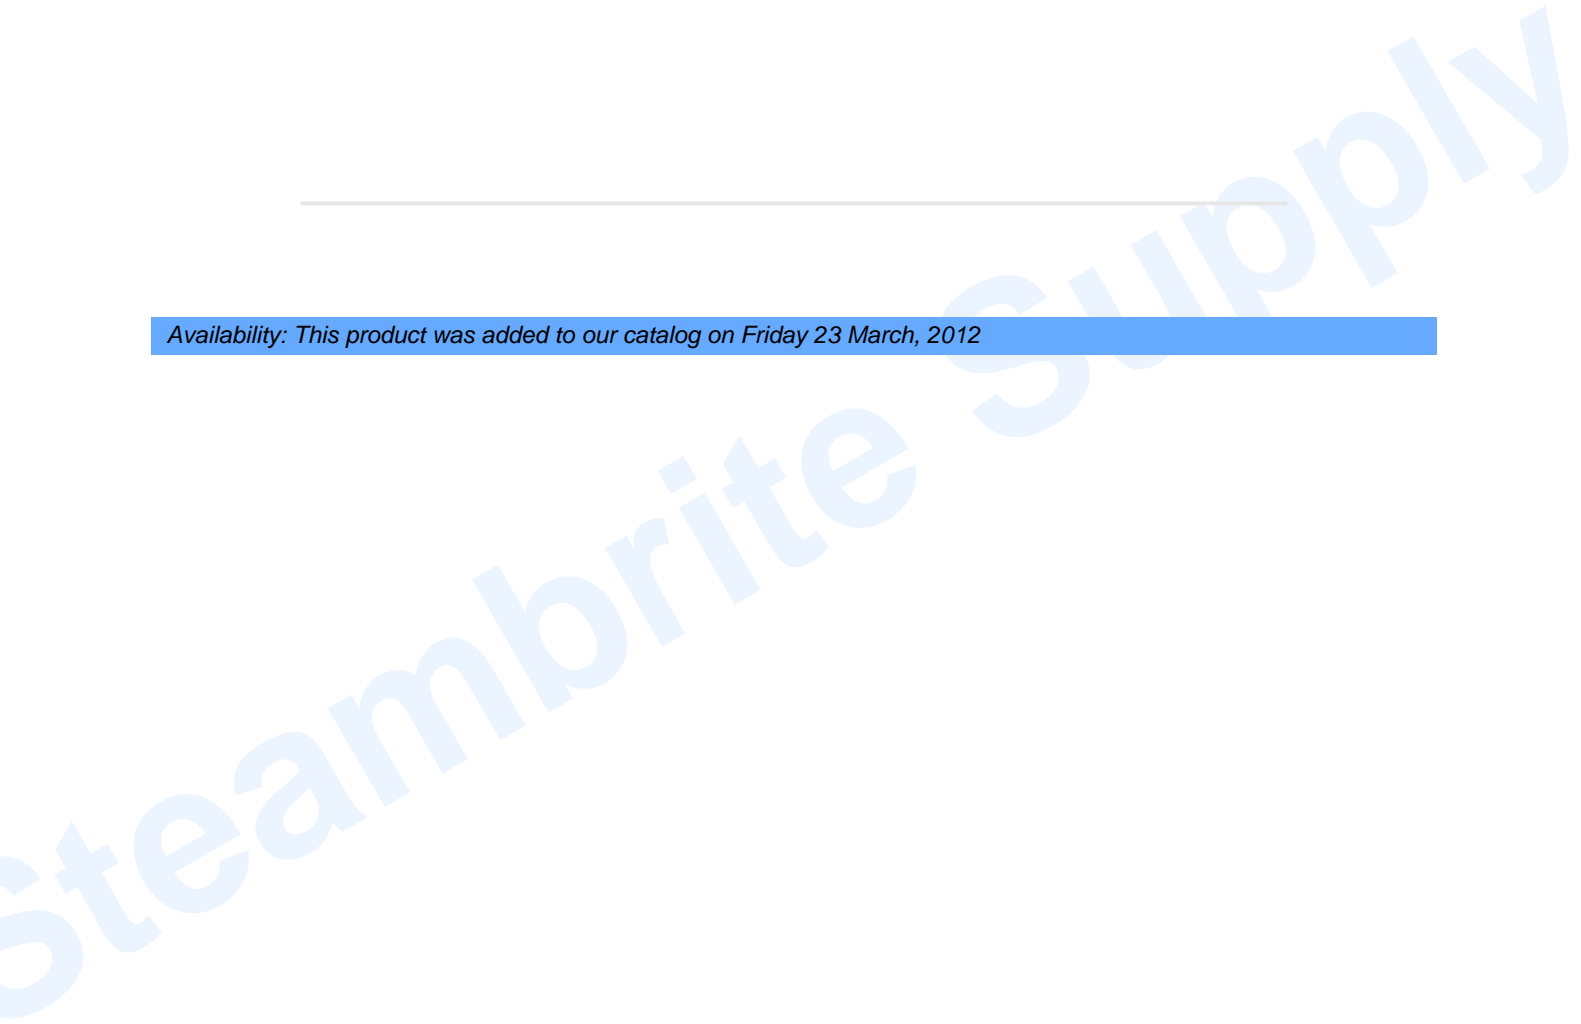 Availability: This product was added to our catalog on Friday 23 March, 2012
Steambrite Supply